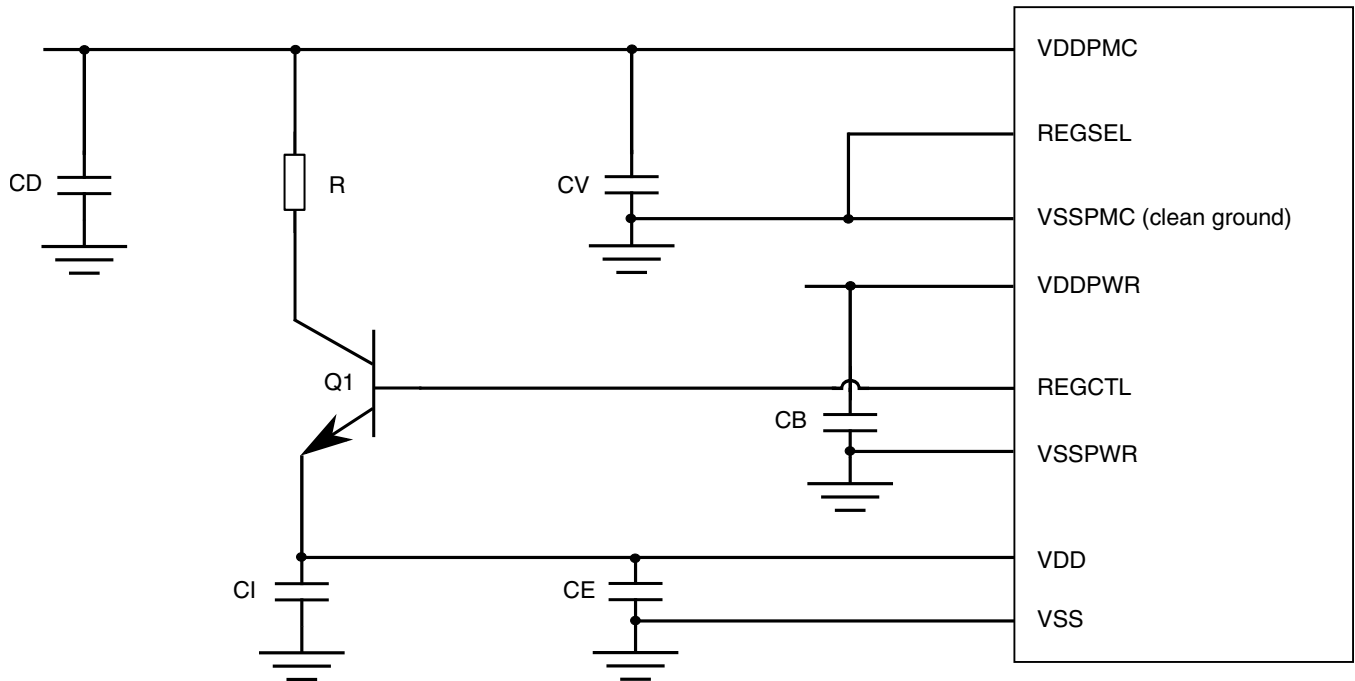 VDDPMC
REGSEL
CD
R
CV
VSSPMC (clean ground)
VDDPWR
Q1
REGCTL
CB
VSSPWR
VDD
CI
CE
VSS